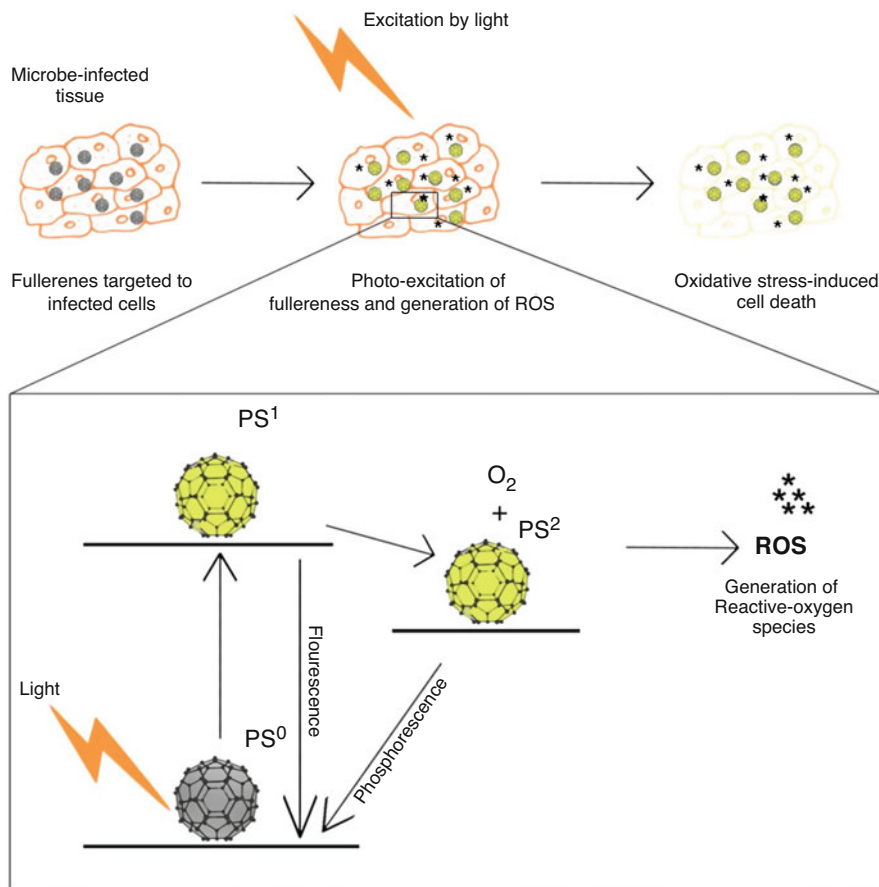 Excitation by light
Microbe-infected
tissue
Fullerenes targeted to
infected cells
Photo-excitation of
fullereness and generation of ROS
Oxidative stress-induced
cell death
PS¹
O₂
+
PS²
ROS
Generation of
Reactive-oxygen
species
Flourescence
Phosphorescence
Light
PS⁰